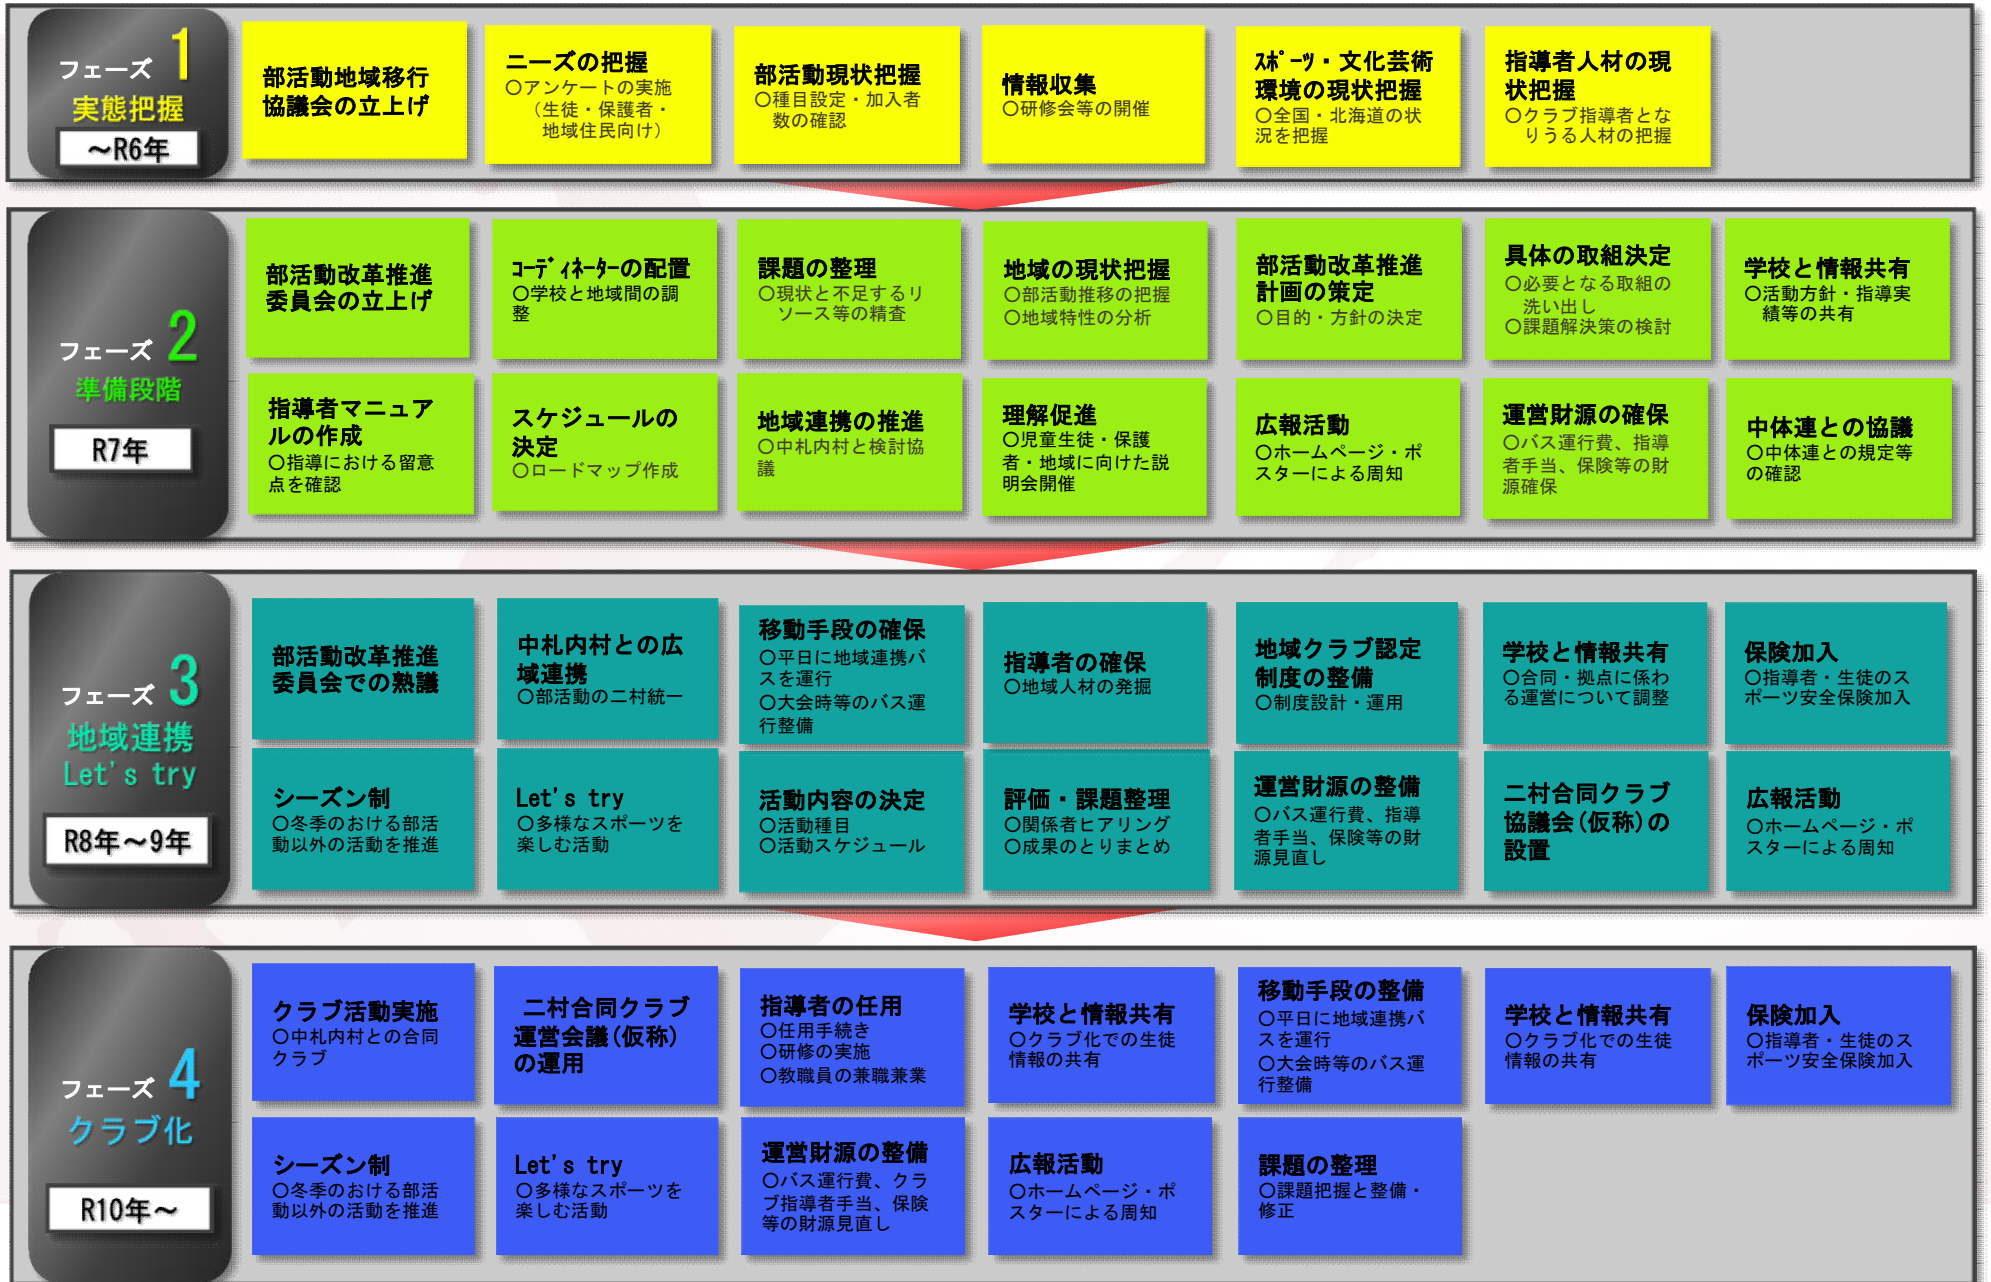 フェーズ 1
実態把握
～R6年
部活動地域移行
協議会の立上げ
ニーズの把握
〇アンケートの実施
（生徒・保護者・
地域住民向け）
部活動現状把握
〇種目設定・加入者
数の確認
情報収集
〇研修会等の開催
ｽﾎﾟｰﾂ・文化芸術
環境の現状把握
〇全国・北海道の状
況を把握
指導者人材の現
状把握
〇クラブ指導者とな
りうる人材の把握
フェーズ 2
準備段階
R7年
部活動改革推進
委員会の立上げ
ｺｰﾃﾞｨﾈｰﾀｰの配置
〇学校と地域間の調
整
課題の整理
〇現状と不足するリ
ソース等の精査
地域の現状把握
〇部活動推移の把握
〇地域特性の分析
部活動改革推進
計画の策定
〇目的・方針の決定
具体の取組決定
〇必要となる取組の
洗い出し
〇課題解決策の検討
学校と情報共有
〇活動方針・指導実
績等の共有
指導者マニュア
ルの作成
〇指導における留意
点を確認
スケジュールの
決定
〇ロードマップ作成
地域連携の推進
〇中札内村と検討協
議
理解促進
〇児童生徒・保護
者・地域に向けた説
明会開催
広報活動
〇ホームページ・ポ
スターによる周知
運営財源の確保
〇バス運行費、指導
者手当、保険等の財
源確保
中体連との協議
〇中体連との規定等
の確認
フェーズ 3
地域連携
Let's try
R8年～9年
部活動改革推進
委員会での熟議
中札内村との広
域連携
〇部活動の二村統一
移動手段の確保
〇平日に地域連携バ
スを運行
〇大会時等のバス運
行整備
指導者の確保
〇地域人材の発掘
地域クラブ認定
制度の整備
〇制度設計・運用
学校と情報共有
〇合同・拠点に係わ
る運営について調整
保険加入
〇指導者・生徒のス
ポーツ安全保険加入
シーズン制
〇冬季のおける部活
動以外の活動を推進
Let's try
〇多様なスポーツを
楽しむ活動
活動内容の決定
〇活動種目
〇活動スケジュール
評価・課題整理
〇関係者ヒアリング
〇成果のとりまとめ
運営財源の整備
〇バス運行費、指導
者手当、保険等の財
源見直し
二村合同クラブ
協議会(仮称)の
設置
広報活動
〇ホームページ・ポ
スターによる周知
フェーズ 4
クラブ化
R10年～
クラブ活動実施
〇中札内村との合同
クラブ
二村合同クラブ
運営会議(仮称)
の運用
指導者の任用
〇任用手続き
〇研修の実施
〇教職員の兼職兼業
学校と情報共有
〇クラブ化での生徒
情報の共有
移動手段の整備
〇平日に地域連携バ
スを運行
〇大会時等のバス運
行整備
学校と情報共有
〇クラブ化での生徒
情報の共有
保険加入
〇指導者・生徒のス
ポーツ安全保険加入
シーズン制
〇冬季のおける部活
動以外の活動を推進
Let's try
〇多様なスポーツを
楽しむ活動
運営財源の整備
〇バス運行費、クラ
ブ指導者手当、保険
等の財源見直し
広報活動
〇ホームページ・ポ
スターによる周知
課題の整理
〇課題把握と整備・
修正